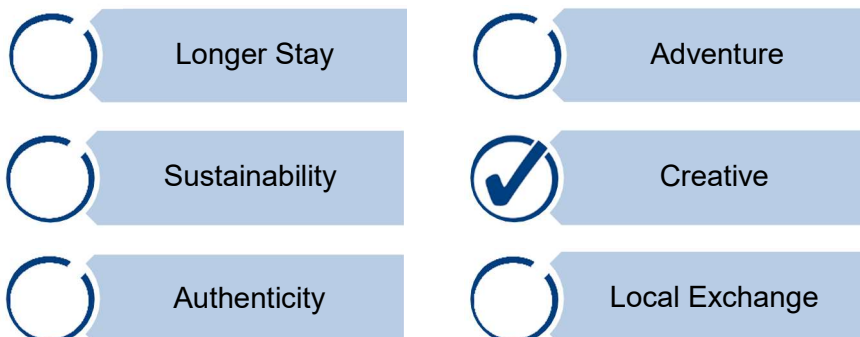 Longer Stay
Adventure
Sustainability
Creative
Authenticity
Local Exchange